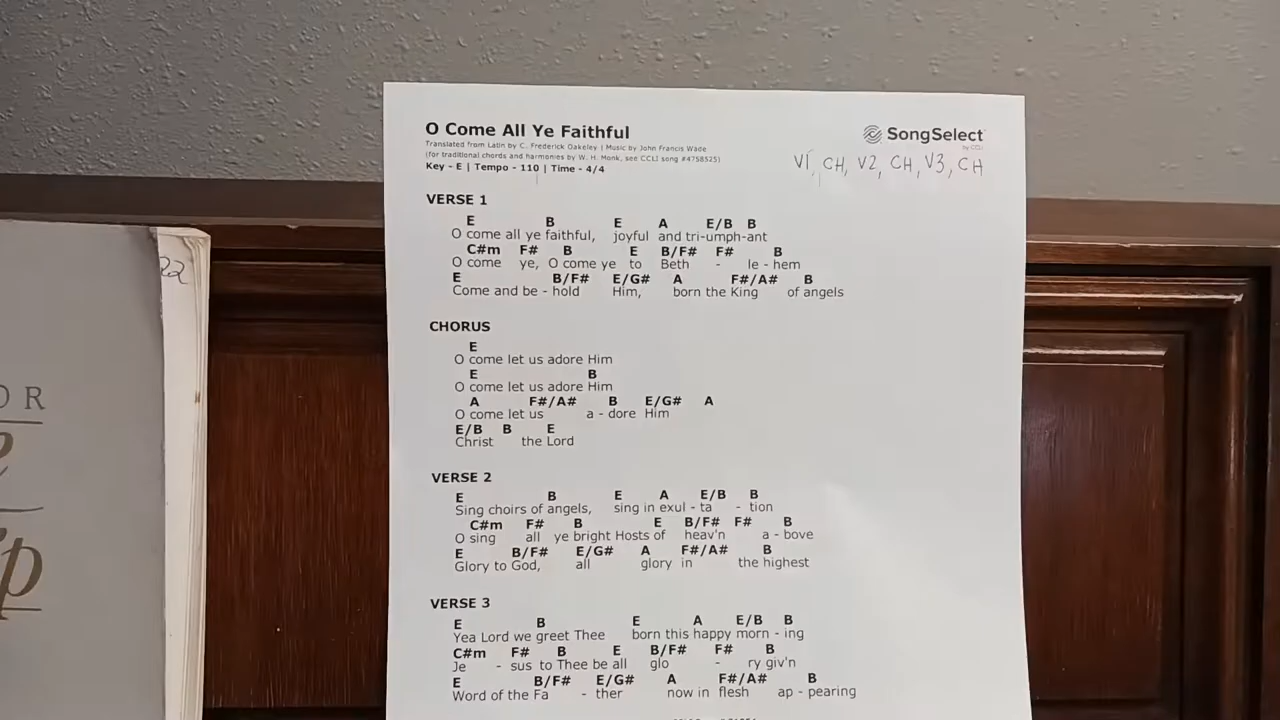 O Come All Ye Faithful
Translated from Latin by C. Frederick Oakeley | Music by John Francis Wade
(for traditional chords and harmonies by W. H. Monk, see CCLI song #4758525)
Key - E | Tempo - 110 | Time - 4/4
SongSelect
by CCLI
V1, CH, V2, CH, V3, CH
VERSE 1
E B E A E/B B
O come all ye faithful, joyful and tri-umph-ant
C#m F# B E B/F# F# B
O come ye, O come ye to Beth - le - hem
E B/F# E/G# A F#/A# B
Come and be - hold Him, born the King of angels
CHORUS
E
O come let us adore Him
E B
O come let us adore Him
A F#/A# B E/G# A
O come let us a - dore Him
E/B B E
Christ the Lord
VERSE 2
E B E A E/B B
Sing choirs of angels, sing in exul - ta - tion
C#m F# B E B/F# F# B
O sing all ye bright Hosts of heav'n a - bove
E B/F# E/G# A F#/A# B
Glory to God, all glory in the highest
VERSE 3
E B E A E/B B
Yea Lord we greet Thee born this happy morn - ing
C#m F# B E B/F# F# B
Je - sus to Thee be all glo - ry giv'n
E B/F# E/G# A F#/A# B
Word of the Fa - ther now in flesh ap - pearing
22
OR
e
p